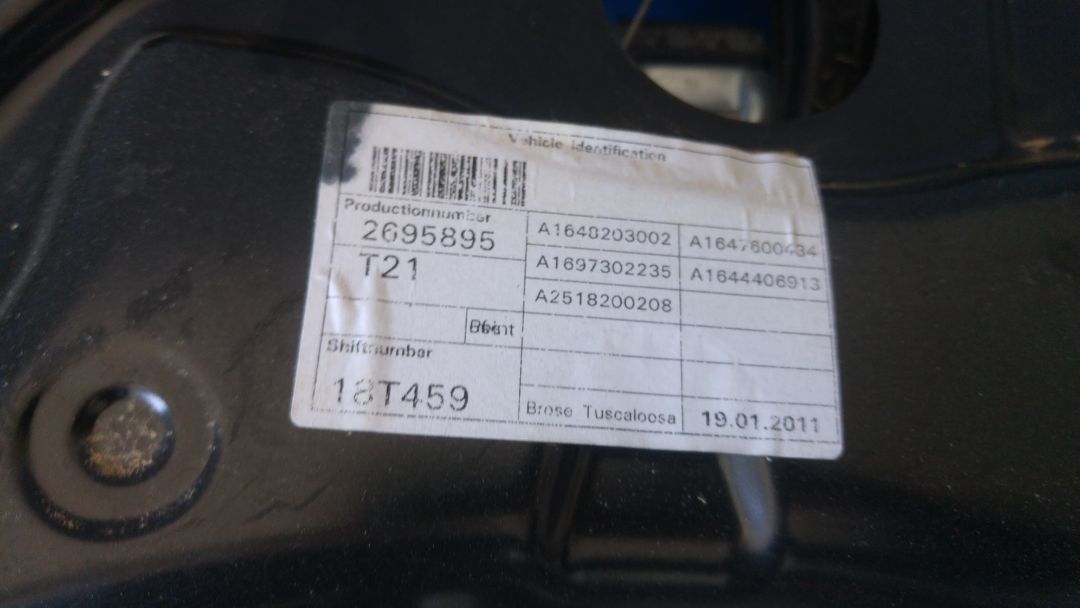 Vehicle identification
Productionnumber
2695895
T21
Shiftnumber
18T459
A1648203002
A1697302235
A2518200208
A1647600434
A1644406913
Brose Tuscaloosa
19.01.2011